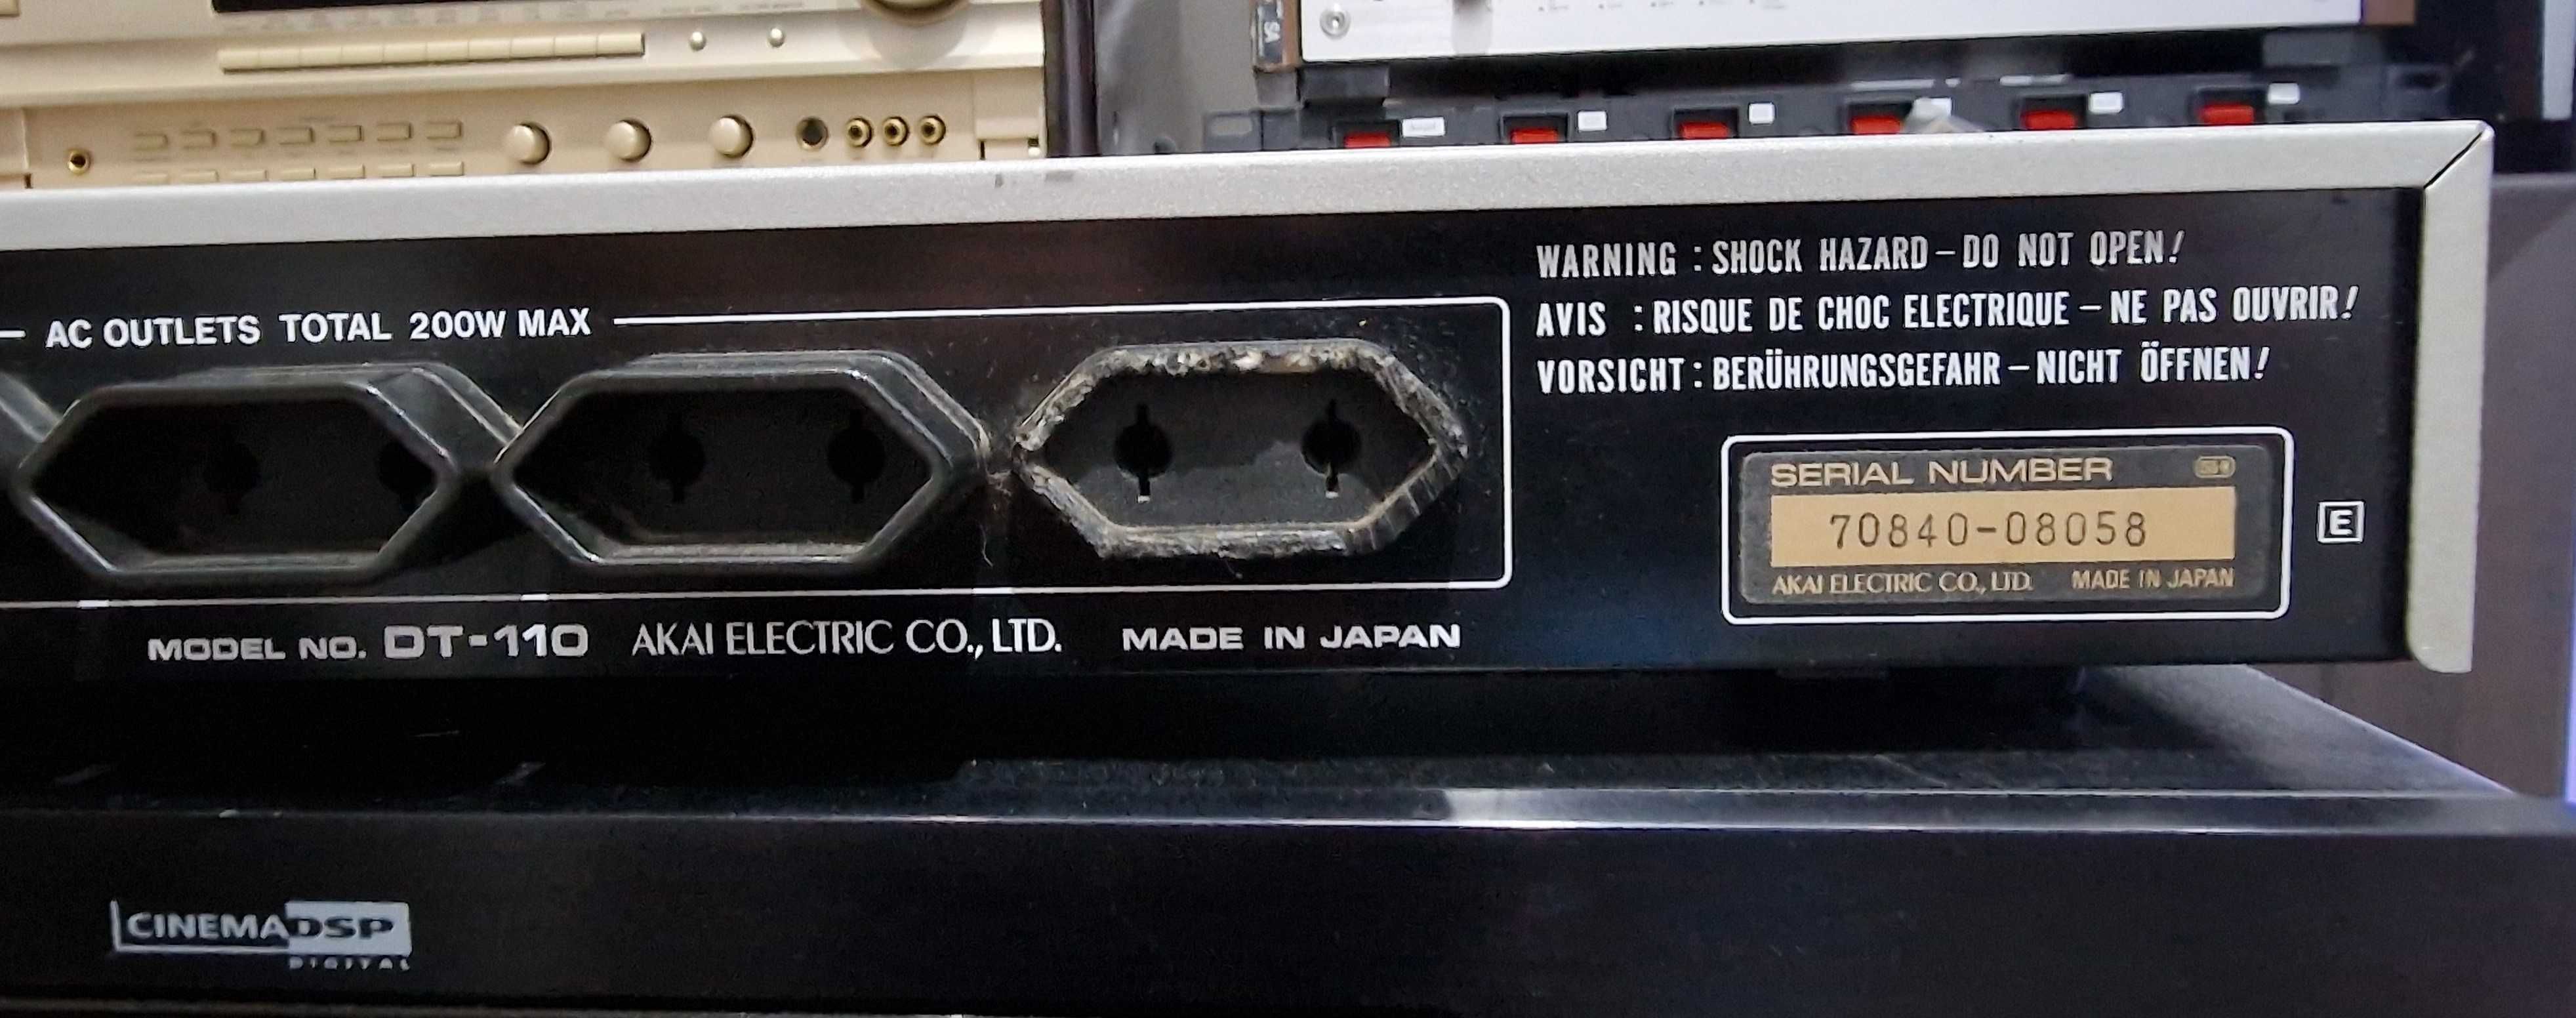 WARNING : SHOCK HAZARD – DO NOT OPEN!
AVIS : RISQUE DE CHOC ELECTRIQUE – NE PAS OUVRIR!
VORSICHT : BERÜHRUNGSGEFAHR – NICHT ÖFFNEN!
AC OUTLETS TOTAL 200W MAX
SERIAL NUMBER
70840-08058
AKAI ELECTRIC CO., LTD. MADE IN JAPAN
E
MODEL NO. DT-110 AKAI ELECTRIC CO., LTD. MADE IN JAPAN
CINEMA DSP
DIGITAL